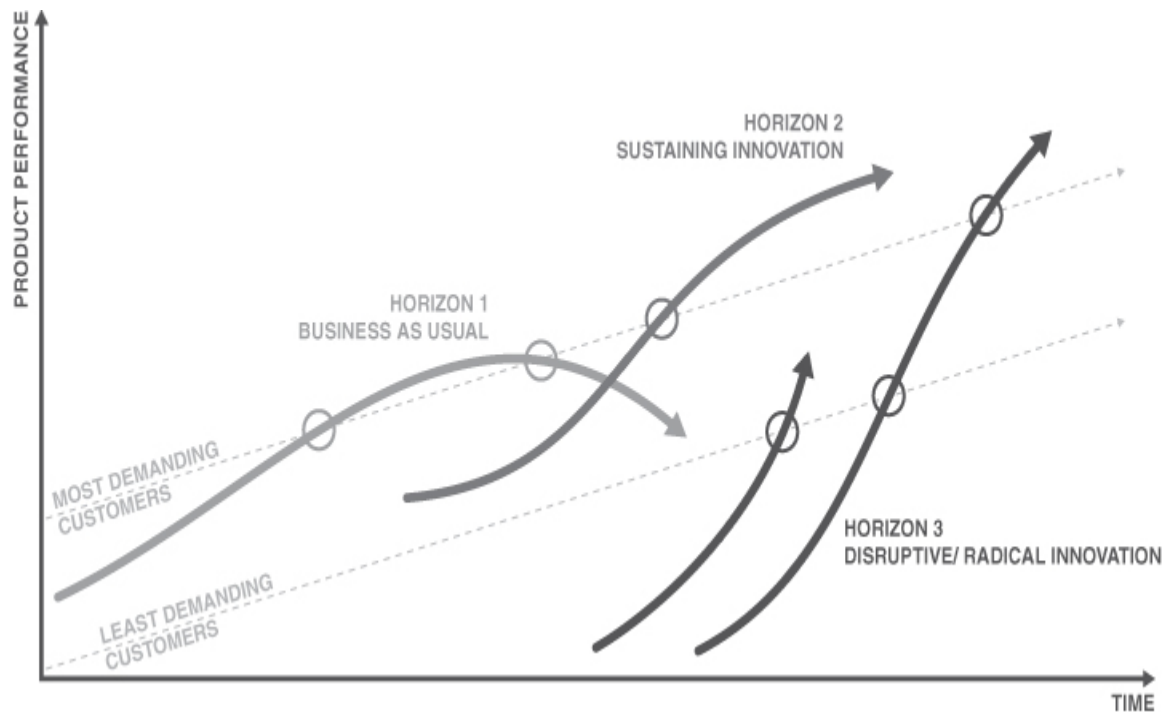 PRODUCT PERFORMANCE
HORIZON 2
SUSTAINING INNOVATION
HORIZON 1
BUSINESS AS USUAL
MOST DEMANDING
CUSTOMERS
HORIZON 3
DISRUPTIVE/ RADICAL INNOVATION
LEAST DEMANDING
CUSTOMERS
TIME